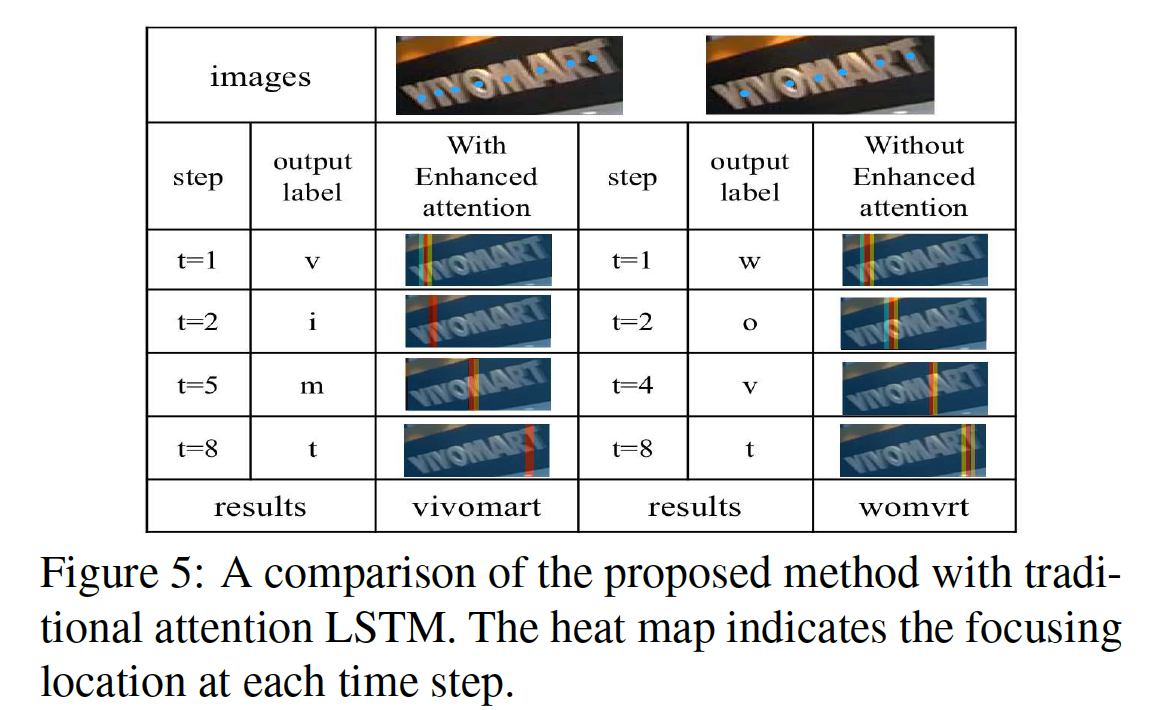 images
VIVOMART VIVOMART
step output label With Enhanced attention step output label Without Enhanced attention
t=1 v VIVOMART t=1 w VIVOMART
t=2 i VIVOMART t=2 o VIVOMART
t=5 m VIVOMART t=4 v VIVOMART
t=8 t VIVOMART t=8 t VIVOMART
results vivomart results womvrt
Figure 5: A comparison of the proposed method with tradi-
tional attention LSTM. The heat map indicates the focusing
location at each time step.